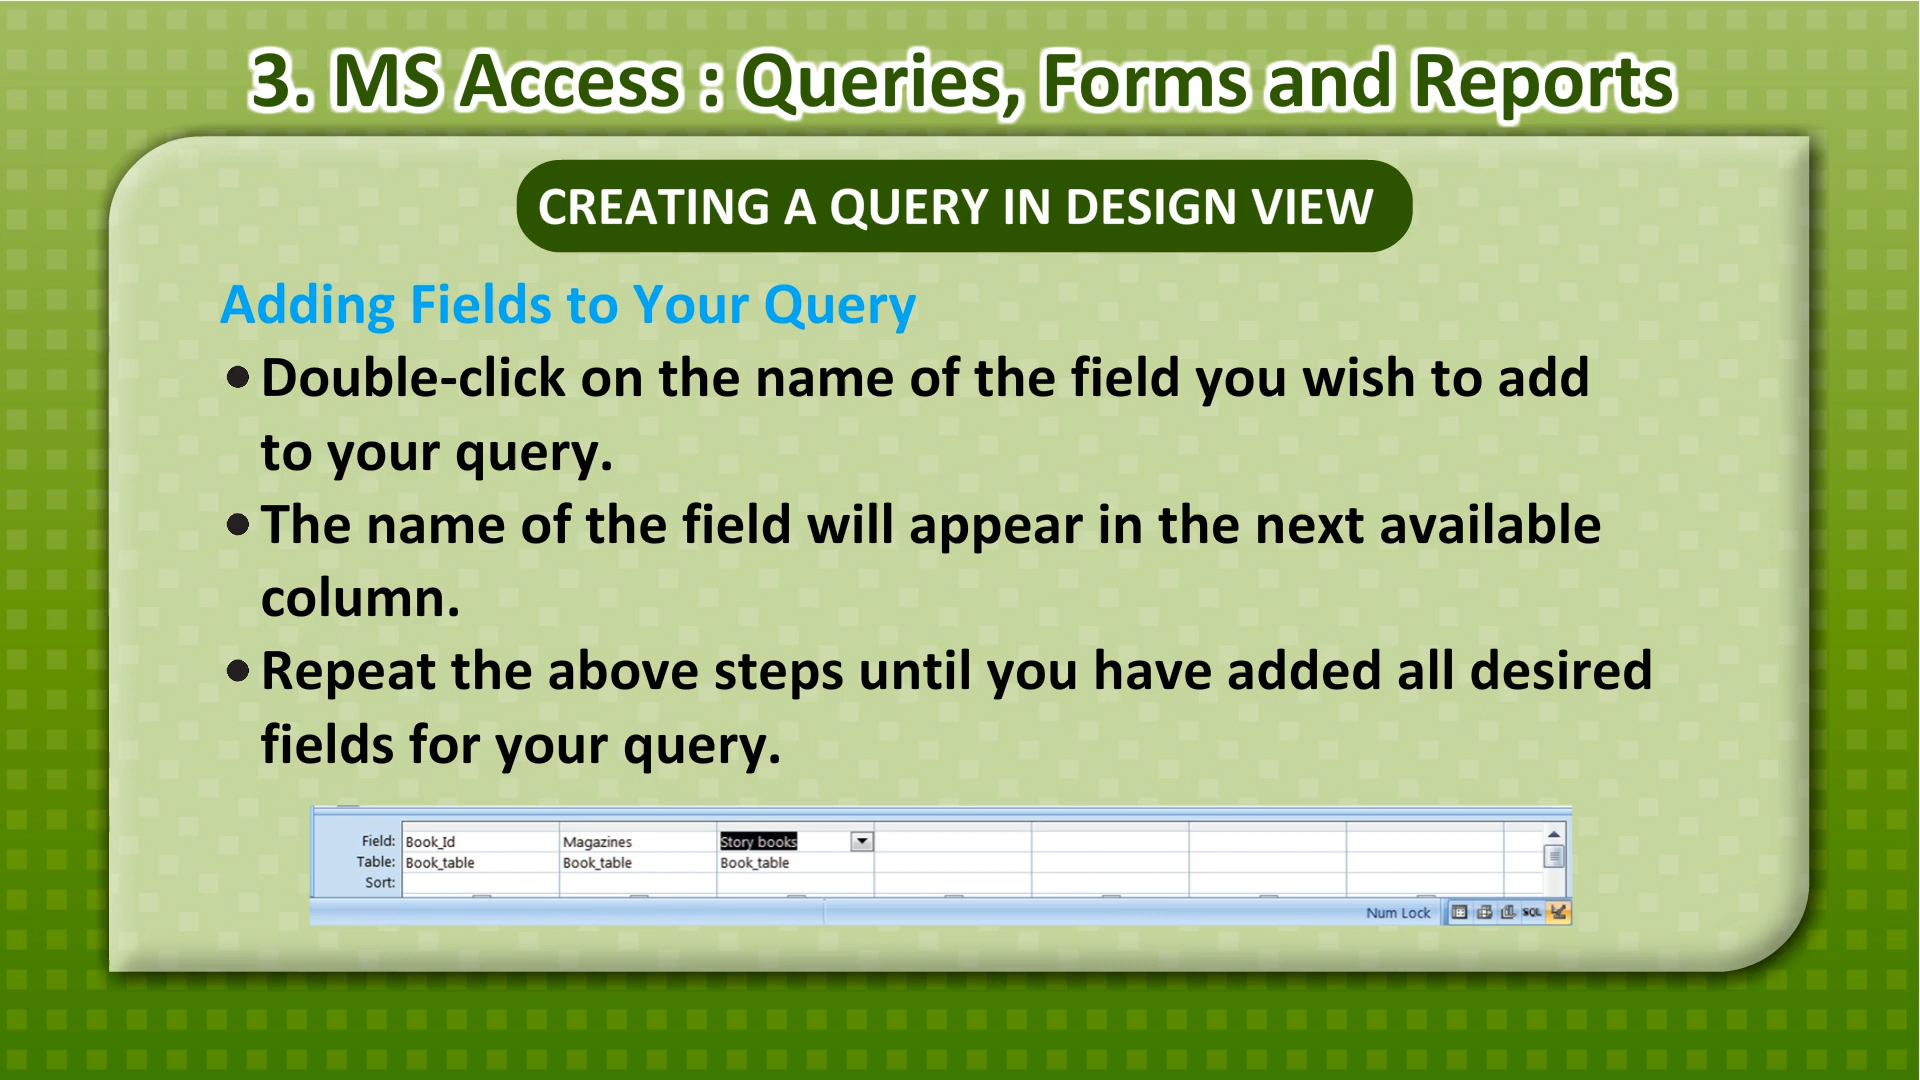 3. MS Access : Queries, Forms and Reports
CREATING A QUERY IN DESIGN VIEW
Adding Fields to Your Query
• Double-click on the name of the field you wish to add
to your query.
• The name of the field will appear in the next available
column.
• Repeat the above steps until you have added all desired
fields for your query.
Field: Book_Id Magazines Story books
Table: Book_table Book_table Book_table
Sort:
Num Lock SQL